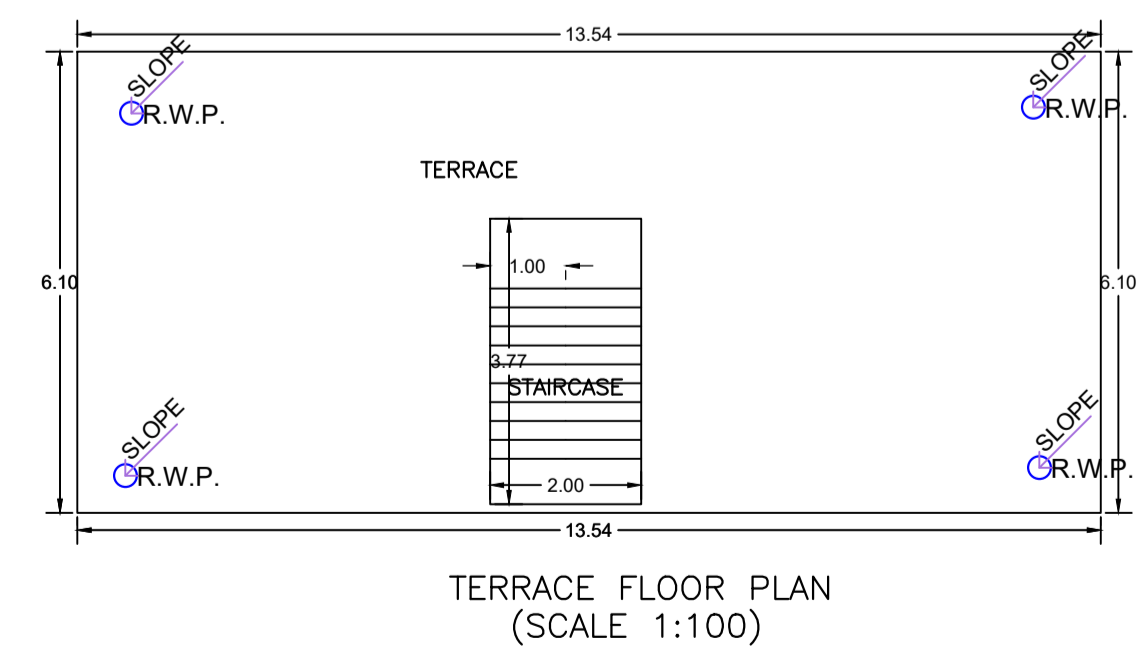 13.54
SLOPE
SLOPE
R.W.P.
R.W.P.
TERRACE
1.00
6.10
6.10
3.77
STAIRCASE
SLOPE
SLOPE
R.W.P.
R.W.P.
2.00
13.54
TERRACE FLOOR PLAN
(SCALE 1:100)